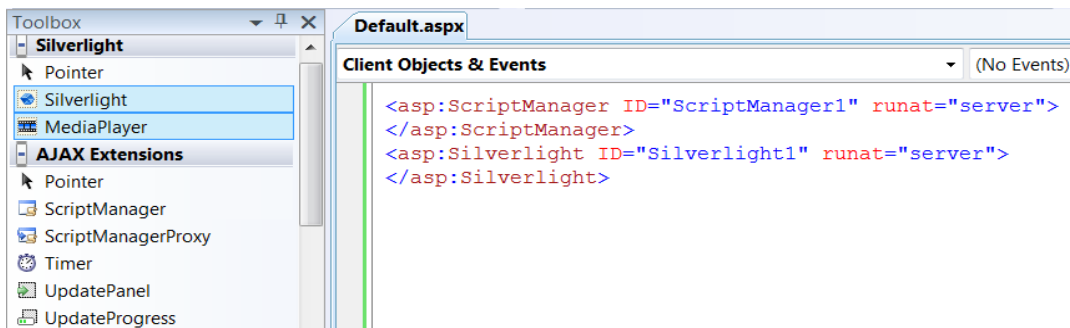 Toolbox
Silverlight
Pointer
Silverlight
MediaPlayer
AJAX Extensions
Pointer
ScriptManager
ScriptManagerProxy
Timer
UpdatePanel
UpdateProgress
Default.aspx
Client Objects & Events
(No Events)
<asp:ScriptManager ID="ScriptManager1" runat="server">
</asp:ScriptManager>
<asp:Silverlight ID="Silverlight1" runat="server">
</asp:Silverlight>